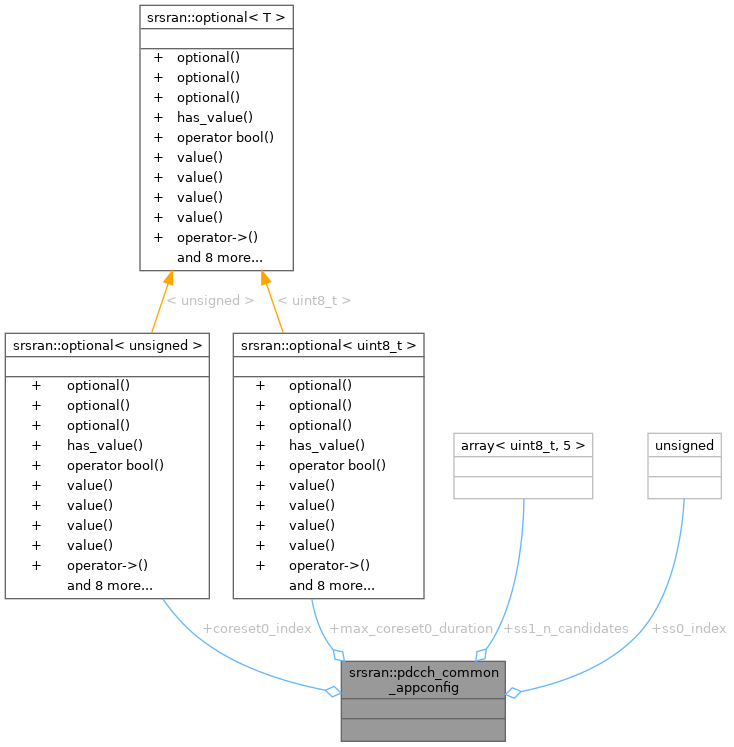 srsran::optional< T >
+ optional()
+ optional()
+ optional()
+ has_value()
+ operator bool()
+ value()
+ value()
+ value()
+ value()
+ operator->()
and 8 more...
< unsigned >
< uint8_t >
srsran::optional< unsigned >
+ optional()
+ optional()
+ optional()
+ has_value()
+ operator bool()
+ value()
+ value()
+ value()
+ value()
+ operator->()
and 8 more...
srsran::optional< uint8_t >
+ optional()
+ optional()
+ optional()
+ has_value()
+ operator bool()
+ value()
+ value()
+ value()
+ value()
+ operator->()
and 8 more...
array< uint8_t, 5 >
unsigned
+coreset0_index
+max_coreset0_duration
+ss1_n_candidates
+ss0_index
srsran::pdcch_common
_appconfig